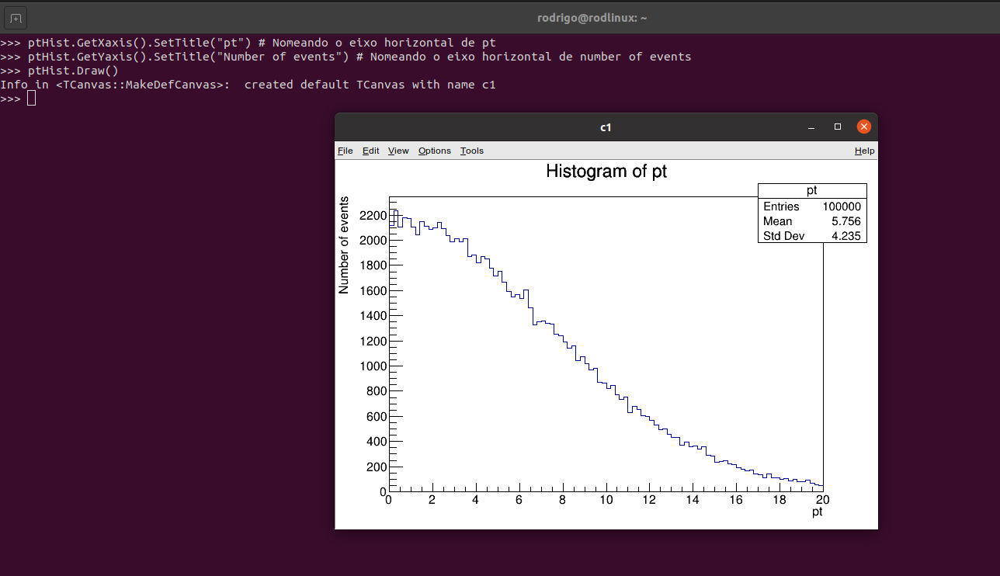 rodrigo@rodlinux: ~
>>> ptHist.GetXaxis().SetTitle("pt") # Nomeando o eixo horizontal de pt
>>> ptHist.GetYaxis().SetTitle("Number of events") # Nomeando o eixo horizontal de number of events
>>> ptHist.Draw()
Info in <TCanvas::MakeDefCanvas>:  created default TCanvas with name c1
>>>
c1
File Edit View Options Tools Help
Histogram of pt
pt
Entries 100000
Mean 5.756
Std Dev 4.235
Number of events
2200
2000
1800
1600
1400
1200
1000
800
600
400
200
0
0 2 4 6 8 10 12 14 16 18 20
pt